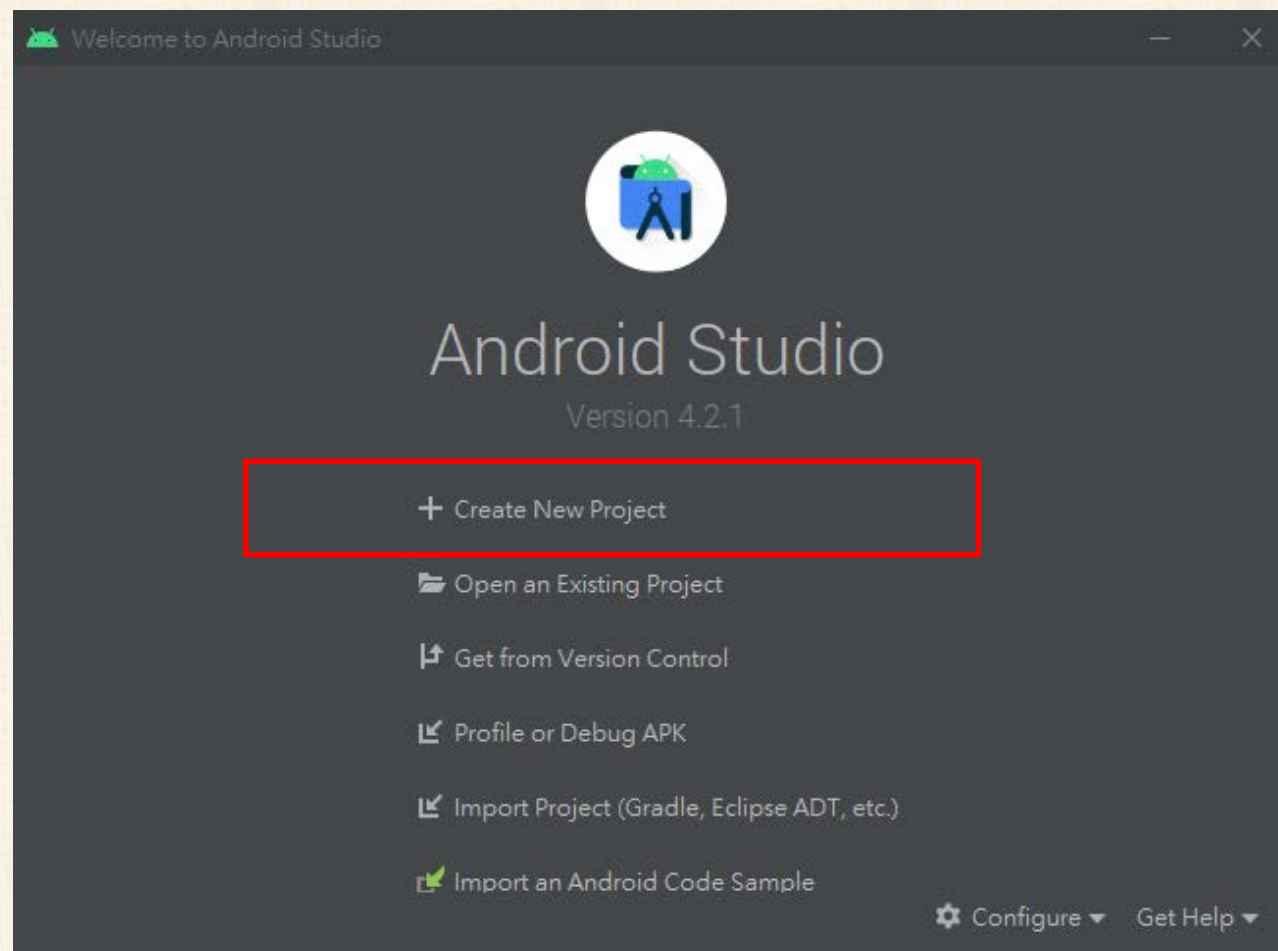 Welcome to Android Studio
Android Studio
Version 4.2.1
Create New Project
Open an Existing Project
Get from Version Control
Profile or Debug APK
Import Project (Gradle, Eclipse ADT, etc.)
Import an Android Code Sample
Configure
Get Help